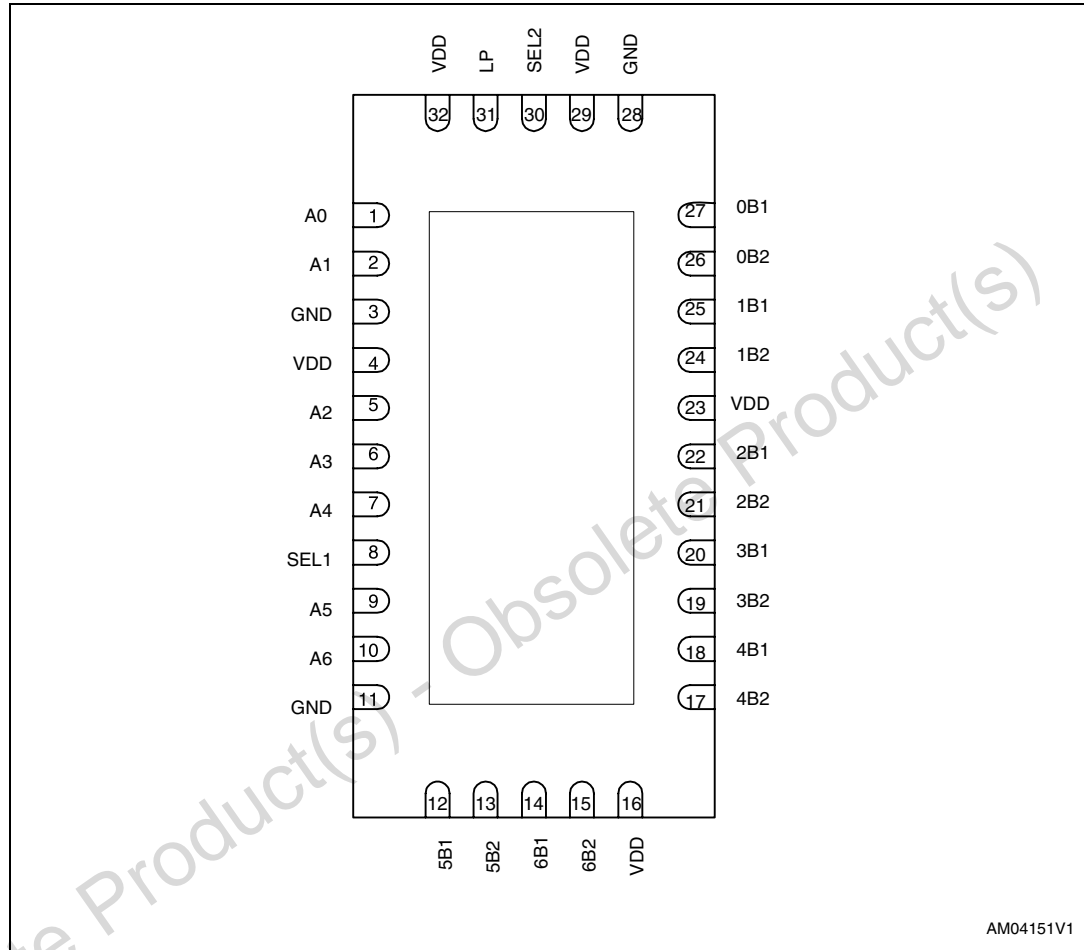 VDD LP SEL2 VDD GND
32 31 30 29 28
A0 1 27 0B1
A1 2 26 0B2
GND 3 25 1B1
VDD 4 24 1B2
A2 5 23 VDD
A3 6 22 2B1
A4 7 21 2B2
SEL1 8 20 3B1
A5 9 19 3B2
A6 10 18 4B1
GND 11 17 4B2
12 13 14 15 16
5B1 5B2 6B1 6B2 VDD
AM04151V1
te Product(s) - Obsolete Product(s)